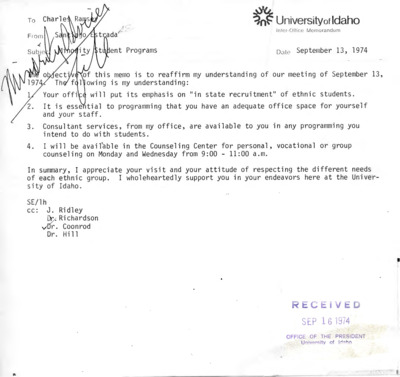 University of Idaho
Inter-Office Memorandum
To Charles Ramsey
From Santiago Estrada
Subject Minority Student Programs
Date September 13, 1974
Minority Affairs
The objective of this memo is to reaffirm my understanding of our meeting of September 13,
1974. The following is my understanding:
1. Your office will put its emphasis on "in state recruitment" of ethnic students.
2. It is essential to programming that you have an adequate office space for yourself
and your staff.
3. Consultant services, from my office, are available to you in any programming you
intend to do with students.
4. I will be available in the Counseling Center for personal, vocational or group
counseling on Monday and Wednesday from 9:00 - 11:00 a.m.
In summary, I appreciate your visit and your attitude of respecting the different needs
of each ethnic group. I wholeheartedly support you in your endeavors here at the Univer-
sity of Idaho.
SE/lh
cc: J. Ridley
Dr. Richardson
Dr. Coonrod
Dr. Hill
RECEIVED
SEP 16 1974
OFFICE OF THE PRESIDENT
University of Idaho